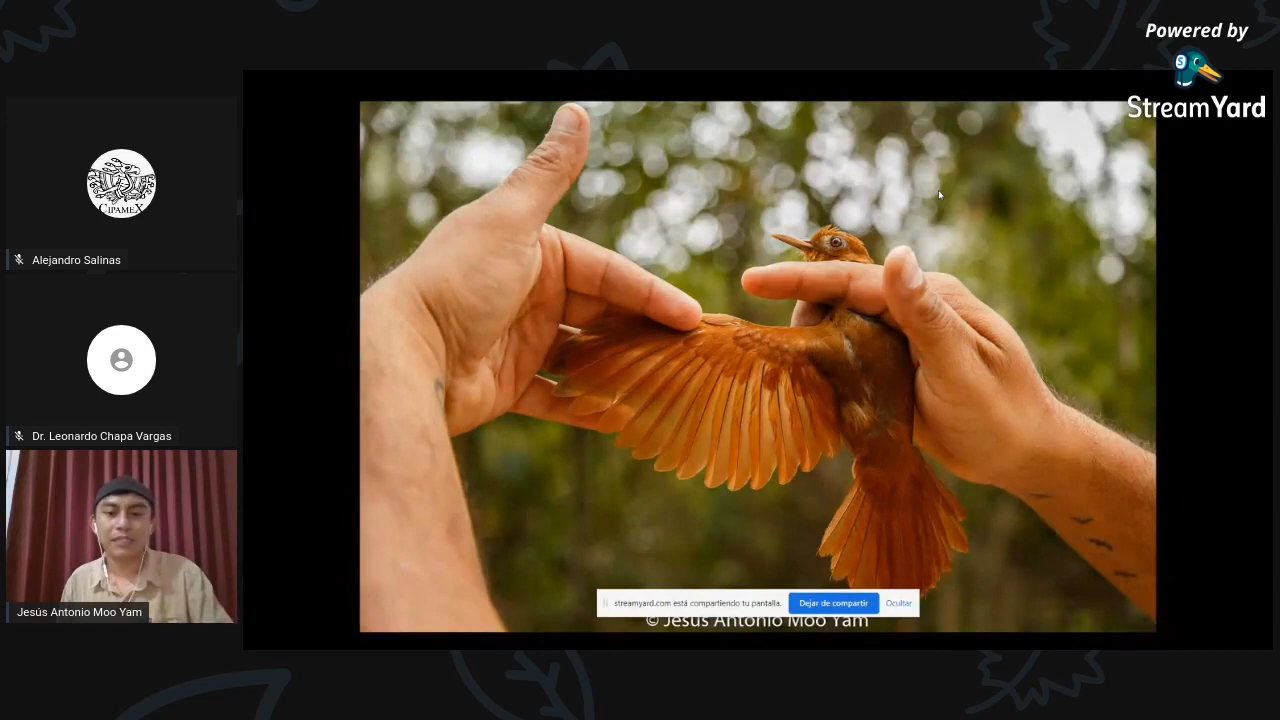 Powered by
StreamYard
CIPAMEX
Alejandro Salinas
Dr. Leonardo Chapa Vargas
Jesús Antonio Moo Yam
streamyard.com está compartiendo tu pantalla.
Dejar de compartir
Ocultar
© Jesús Antonio Moo Yam